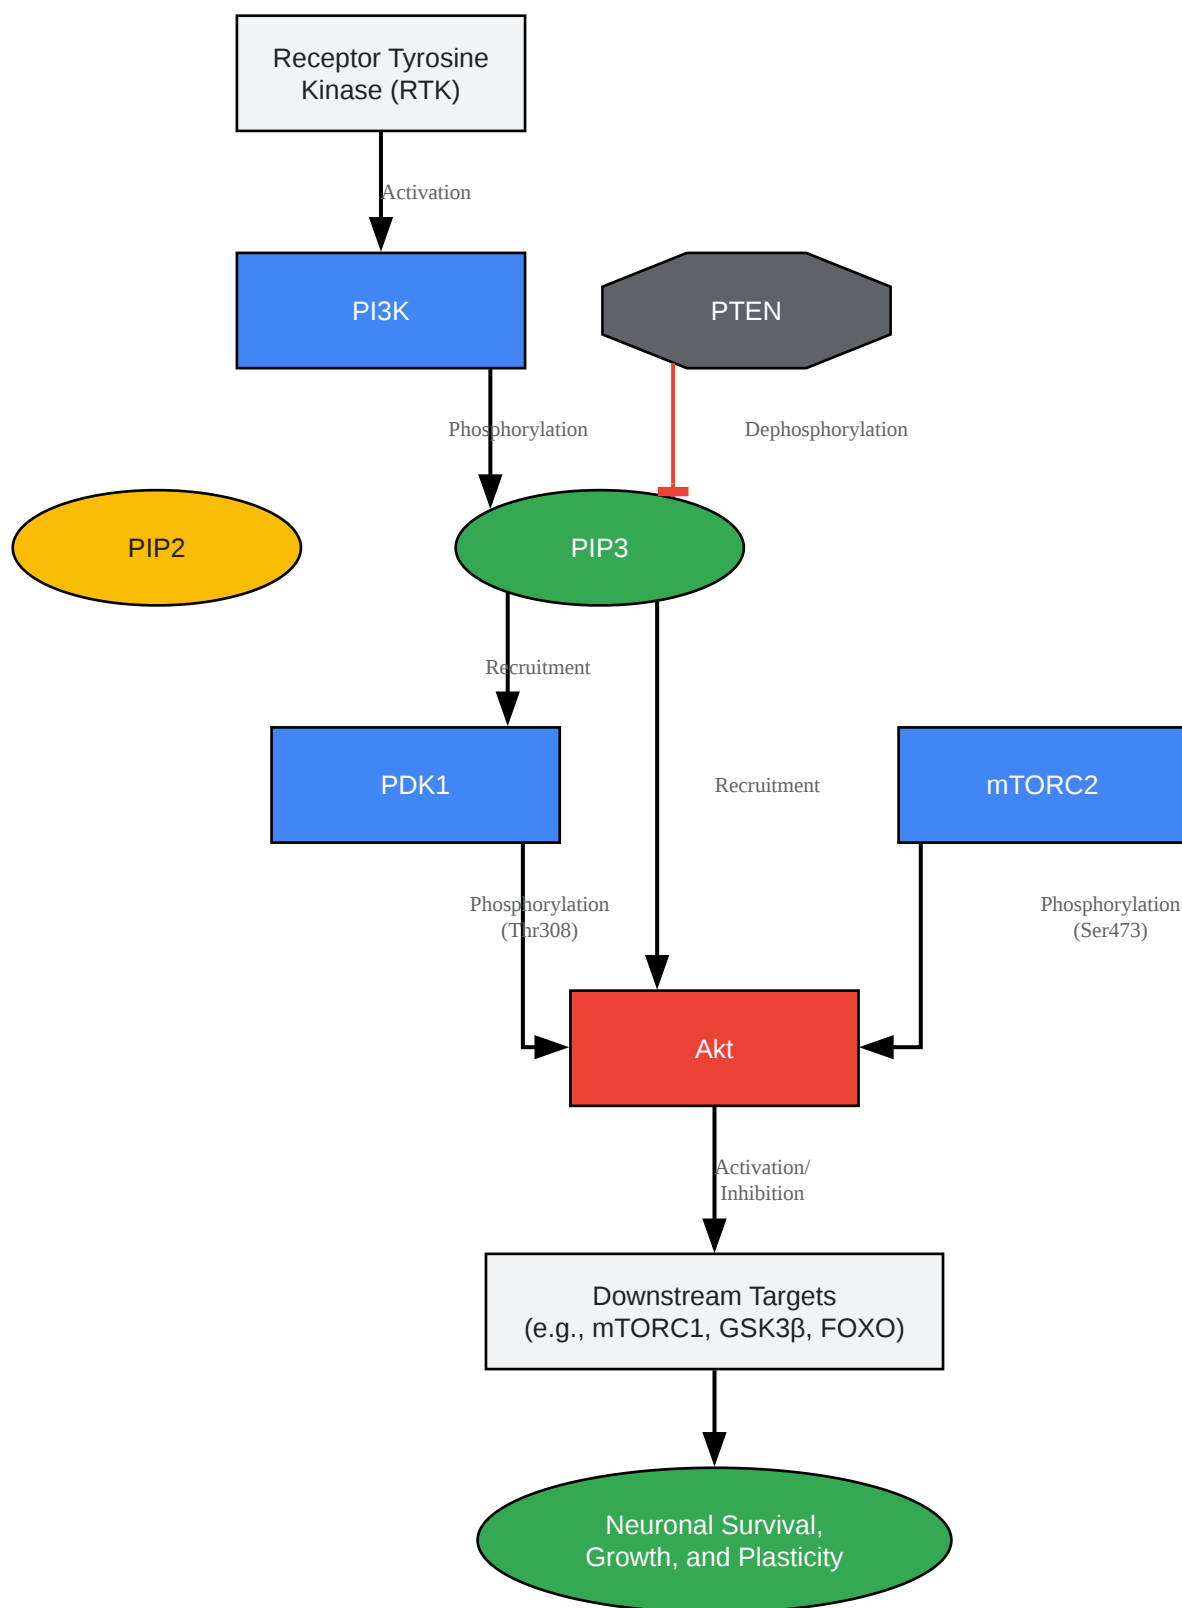 Receptor Tyrosine
Kinase (RTK)
Activation
PI3K
PTEN
Phosphorylation
Dephosphorylation
PIP2
PIP3
Recruitment
PDK1
Recruitment
mTORC2
Phosphorylation
(Thr308)
Phosphorylation
(Ser473)
Akt
Activation/
Inhibition
Downstream Targets
(e.g., mTORC1, GSK3β, FOXO)
Neuronal Survival,
Growth, and Plasticity